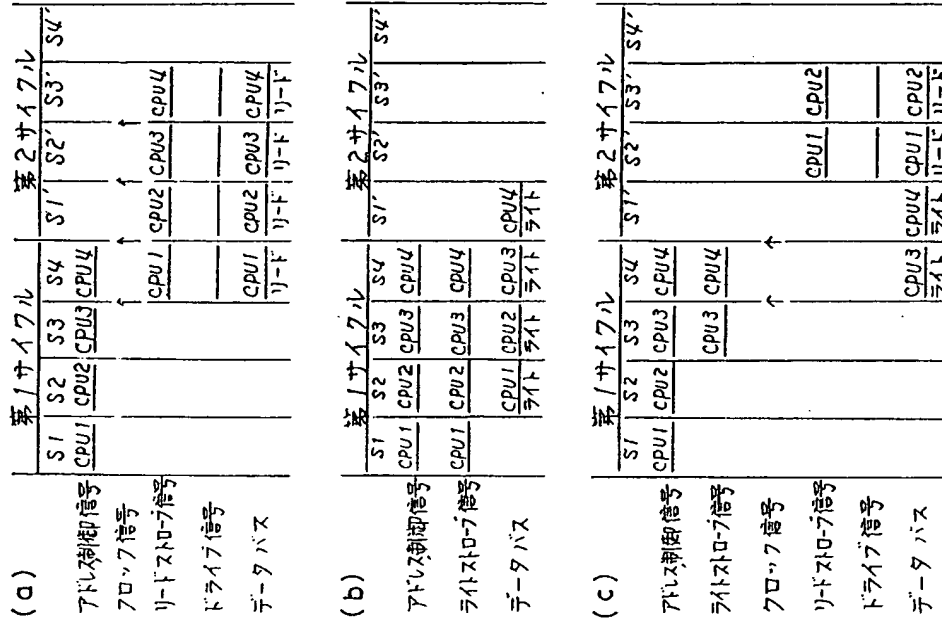 (a)
第1サイクル 第2サイクル
S1 S2 S3 S4 S1' S2' S3' S4'
アドレス制御信号 CPU1 CPU2 CPU3 CPU4
クロック信号
リードストローブ信号 CPU1 CPU2 CPU3 CPU4
ドライブ信号
データバス CPU1 CPU2 CPU3 CPU4
リード リード リード リード
(b)
第1サイクル 第2サイクル
S1 S2 S3 S4 S1' S2' S3' S4'
アドレス制御信号 CPU1 CPU2 CPU3 CPU4
ライトストローブ信号 CPU1 CPU2 CPU3 CPU4
データバス CPU1 CPU2 CPU3 CPU4
ライト ライト ライト ライト
(c)
第1サイクル 第2サイクル
S1 S2 S3 S4 S1' S2' S3' S4'
アドレス制御信号 CPU1 CPU2 CPU3 CPU4
ライトストローブ信号 CPU3 CPU4
クロック信号
リードストローブ信号 CPU1 CPU2
ドライブ信号
データバス CPU3 CPU4 CPU1 CPU2
ライト ライト リード リード